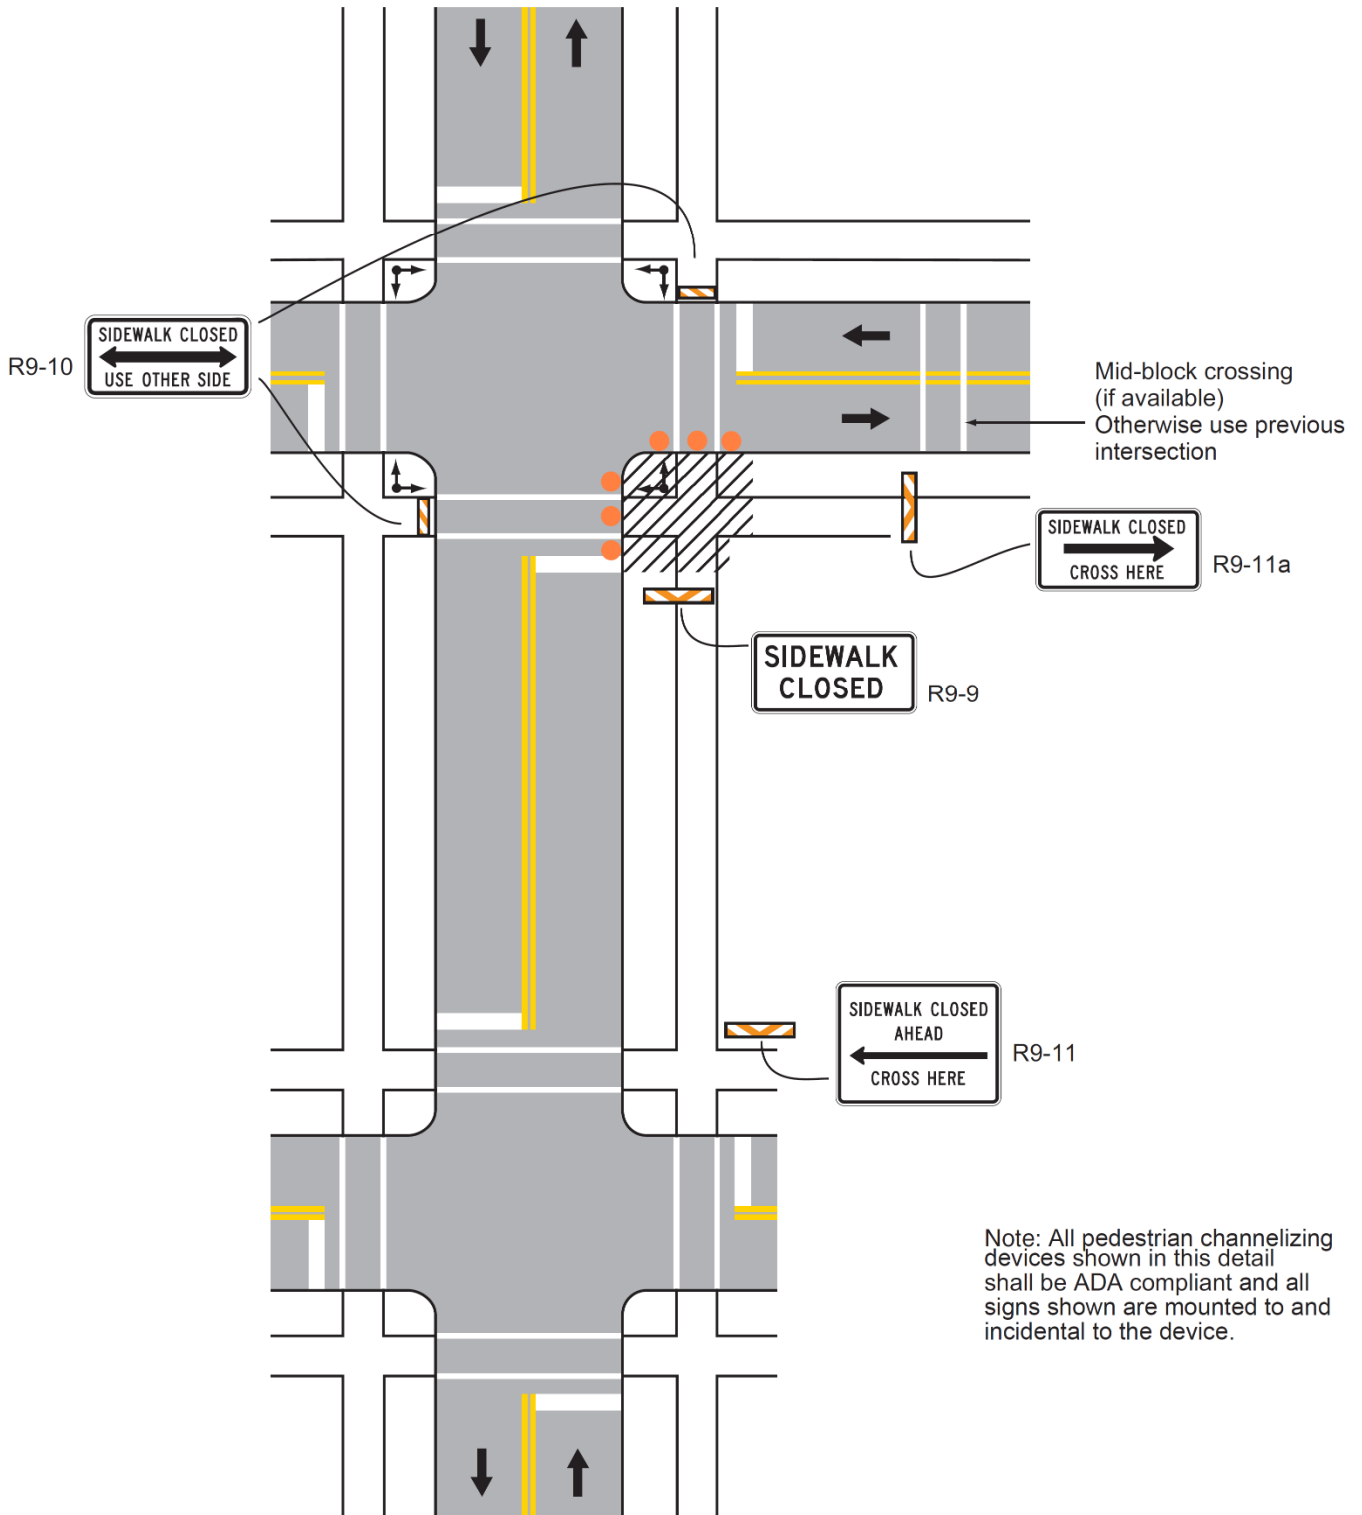 SIDEWALK CLOSED
USE OTHER SIDE
R9-10
Mid-block crossing
(if available)
Otherwise use previous
intersection
SIDEWALK CLOSED
CROSS HERE
R9-11a
SIDEWALK
CLOSED
R9-9
SIDEWALK CLOSED
AHEAD
CROSS HERE
R9-11
Note: All pedestrian channelizing
devices shown in this detail
shall be ADA compliant and all
signs shown are mounted to and
incidental to the device.